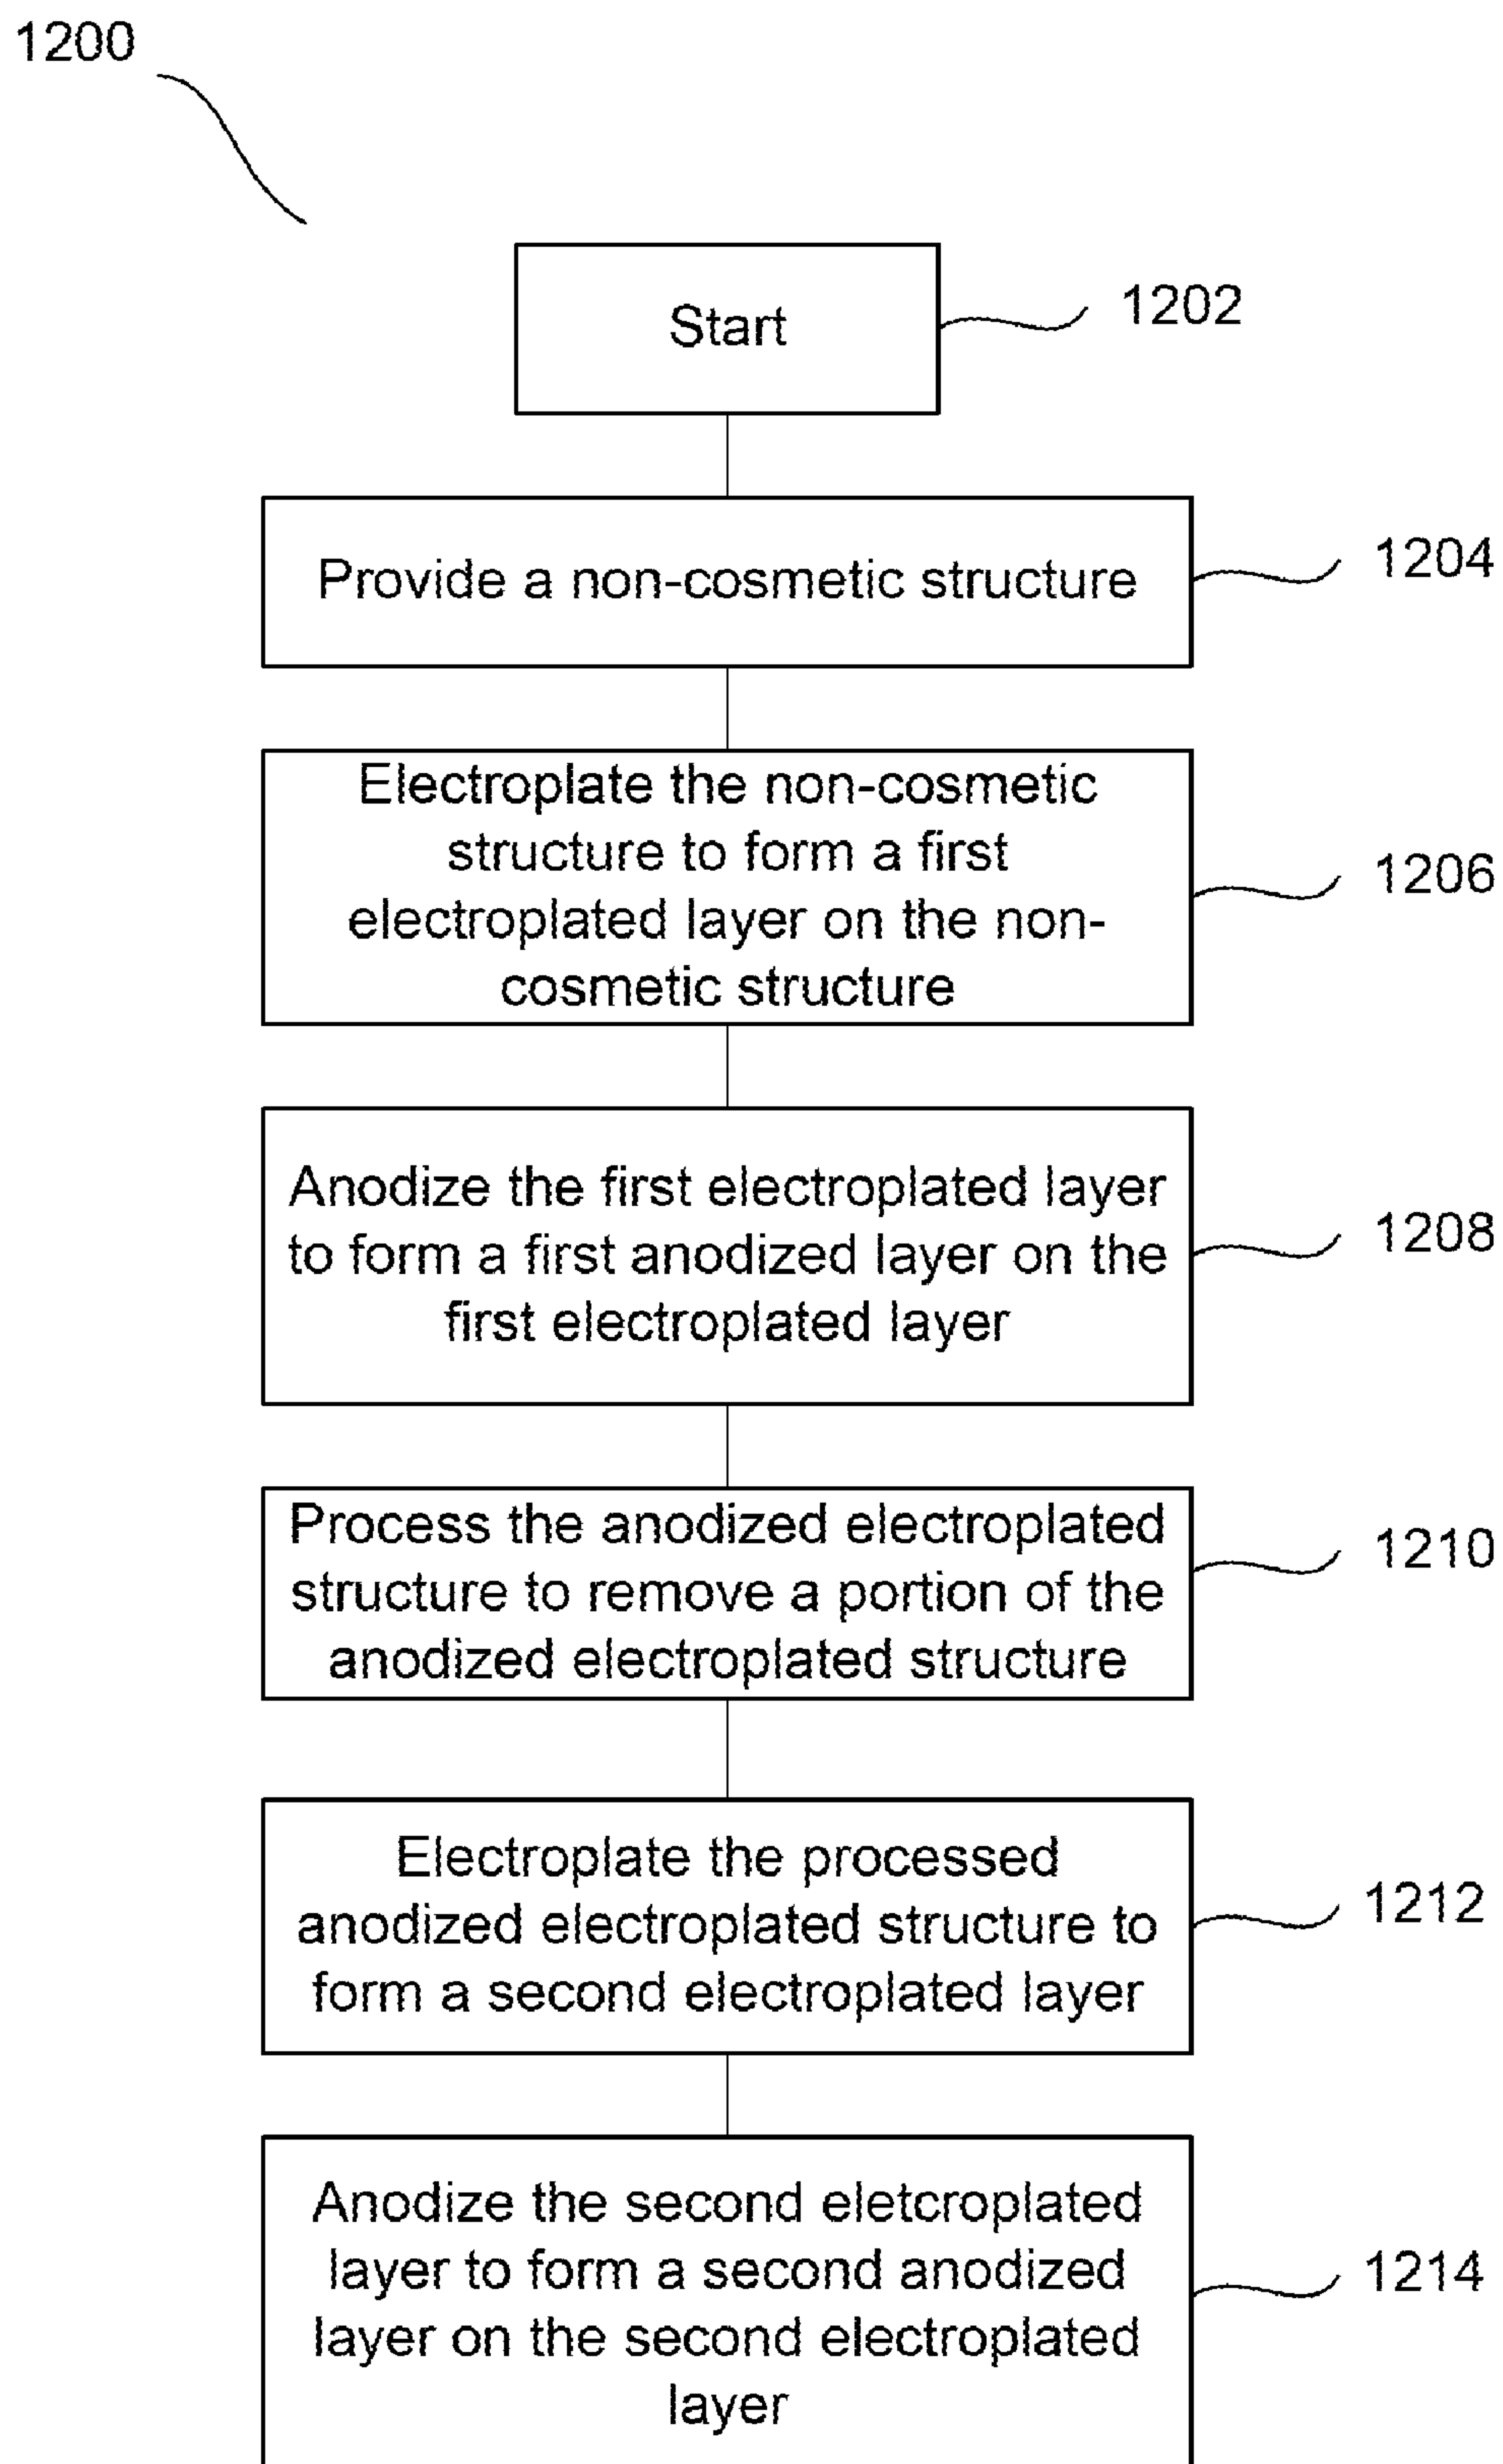 1200
Start
1202
Provide a non-cosmetic structure
1204
Electroplate the non-cosmetic
structure to form a first
electroplated layer on the non-
cosmetic structure
1206
Anodize the first electroplated layer
to form a first anodized layer on the
first electroplated layer
1208
Process the anodized electroplated
structure to remove a portion of the
anodized electroplated structure
1210
Electroplate the processed
anodized electroplated structure to
form a second electroplated layer
1212
Anodize the second eletcroplated
layer to form a second anodized
layer on the second electroplated
layer
1214